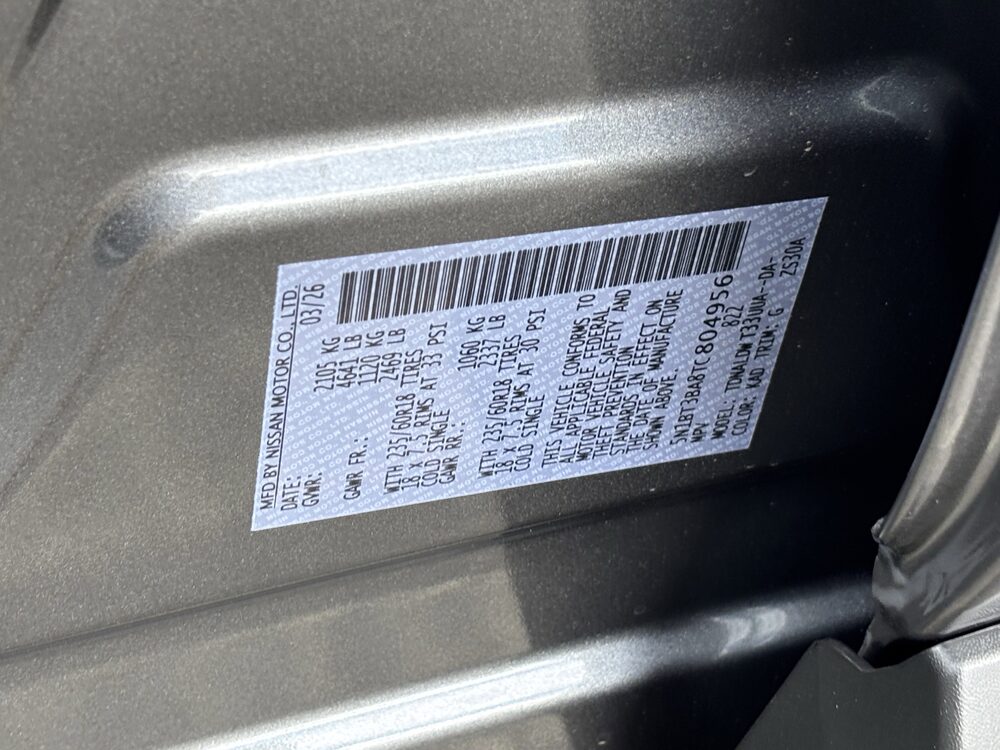 MFD BY NISSAN MOTOR CO., LTD.
DATE: 03/26
GVWR: 2105 KG
4641 LB
GAWR FR.: 1120 KG
2469 LB
WITH 235/60R18 TIRES
18 X 7.5 RIMS AT 33 PSI
COLD SINGLE
GAWR RR.: 1060 KG
2337 LB
WITH 235/60R18 TIRES
18 X 7.5 RIMS AT 30 PSI
COLD SINGLE
THIS VEHICLE CONFORMS TO
ALL APPLICABLE FEDERAL
MOTOR VEHICLE SAFETY AND
THEFT PREVENTION
STANDARDS IN EFFECT ON
THE DATE OF MANUFACTURE
SHOWN ABOVE.
5N1BT3BA8TC804956
MPV B22
MODEL: TDNALDW T33UUA--DA-
COLOR: KAD TRIM: G ZS30A